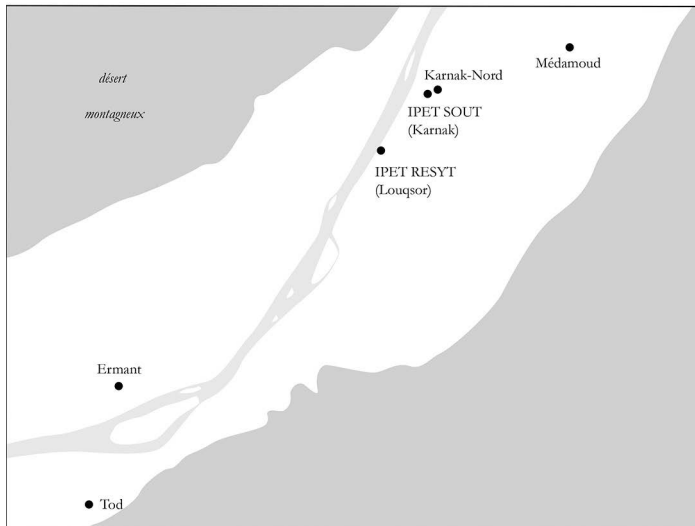 Médamoud
désert
Karnak-Nord
montagneux
IPET SOUT
(Karnak)
IPET RESYT
(Louqsor)
Ermant
Tod